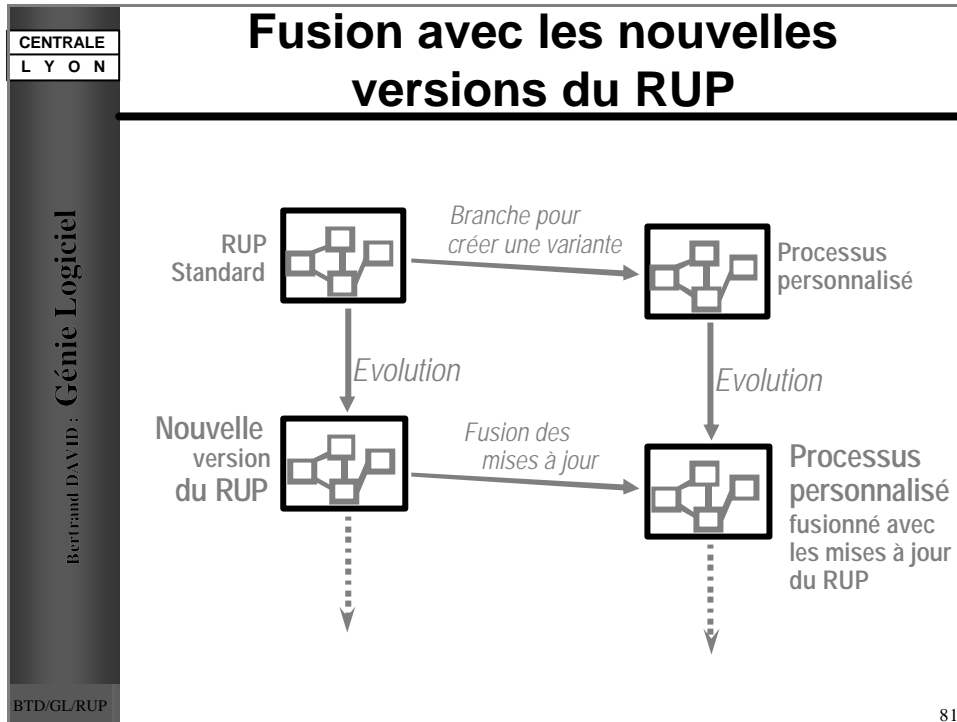 CENTRALE
L Y O N
Fusion avec les nouvelles
versions du RUP
Bertrand DAVID : Génie Logiciel
RUP
Standard
Branche pour
créer une variante
Processus
personnalisé
Evolution
Evolution
Nouvelle
version
du RUP
Fusion des
mises à jour
Processus
personnalisé
fusionné avec
les mises à jour
du RUP
BTD/GL/RUP
81